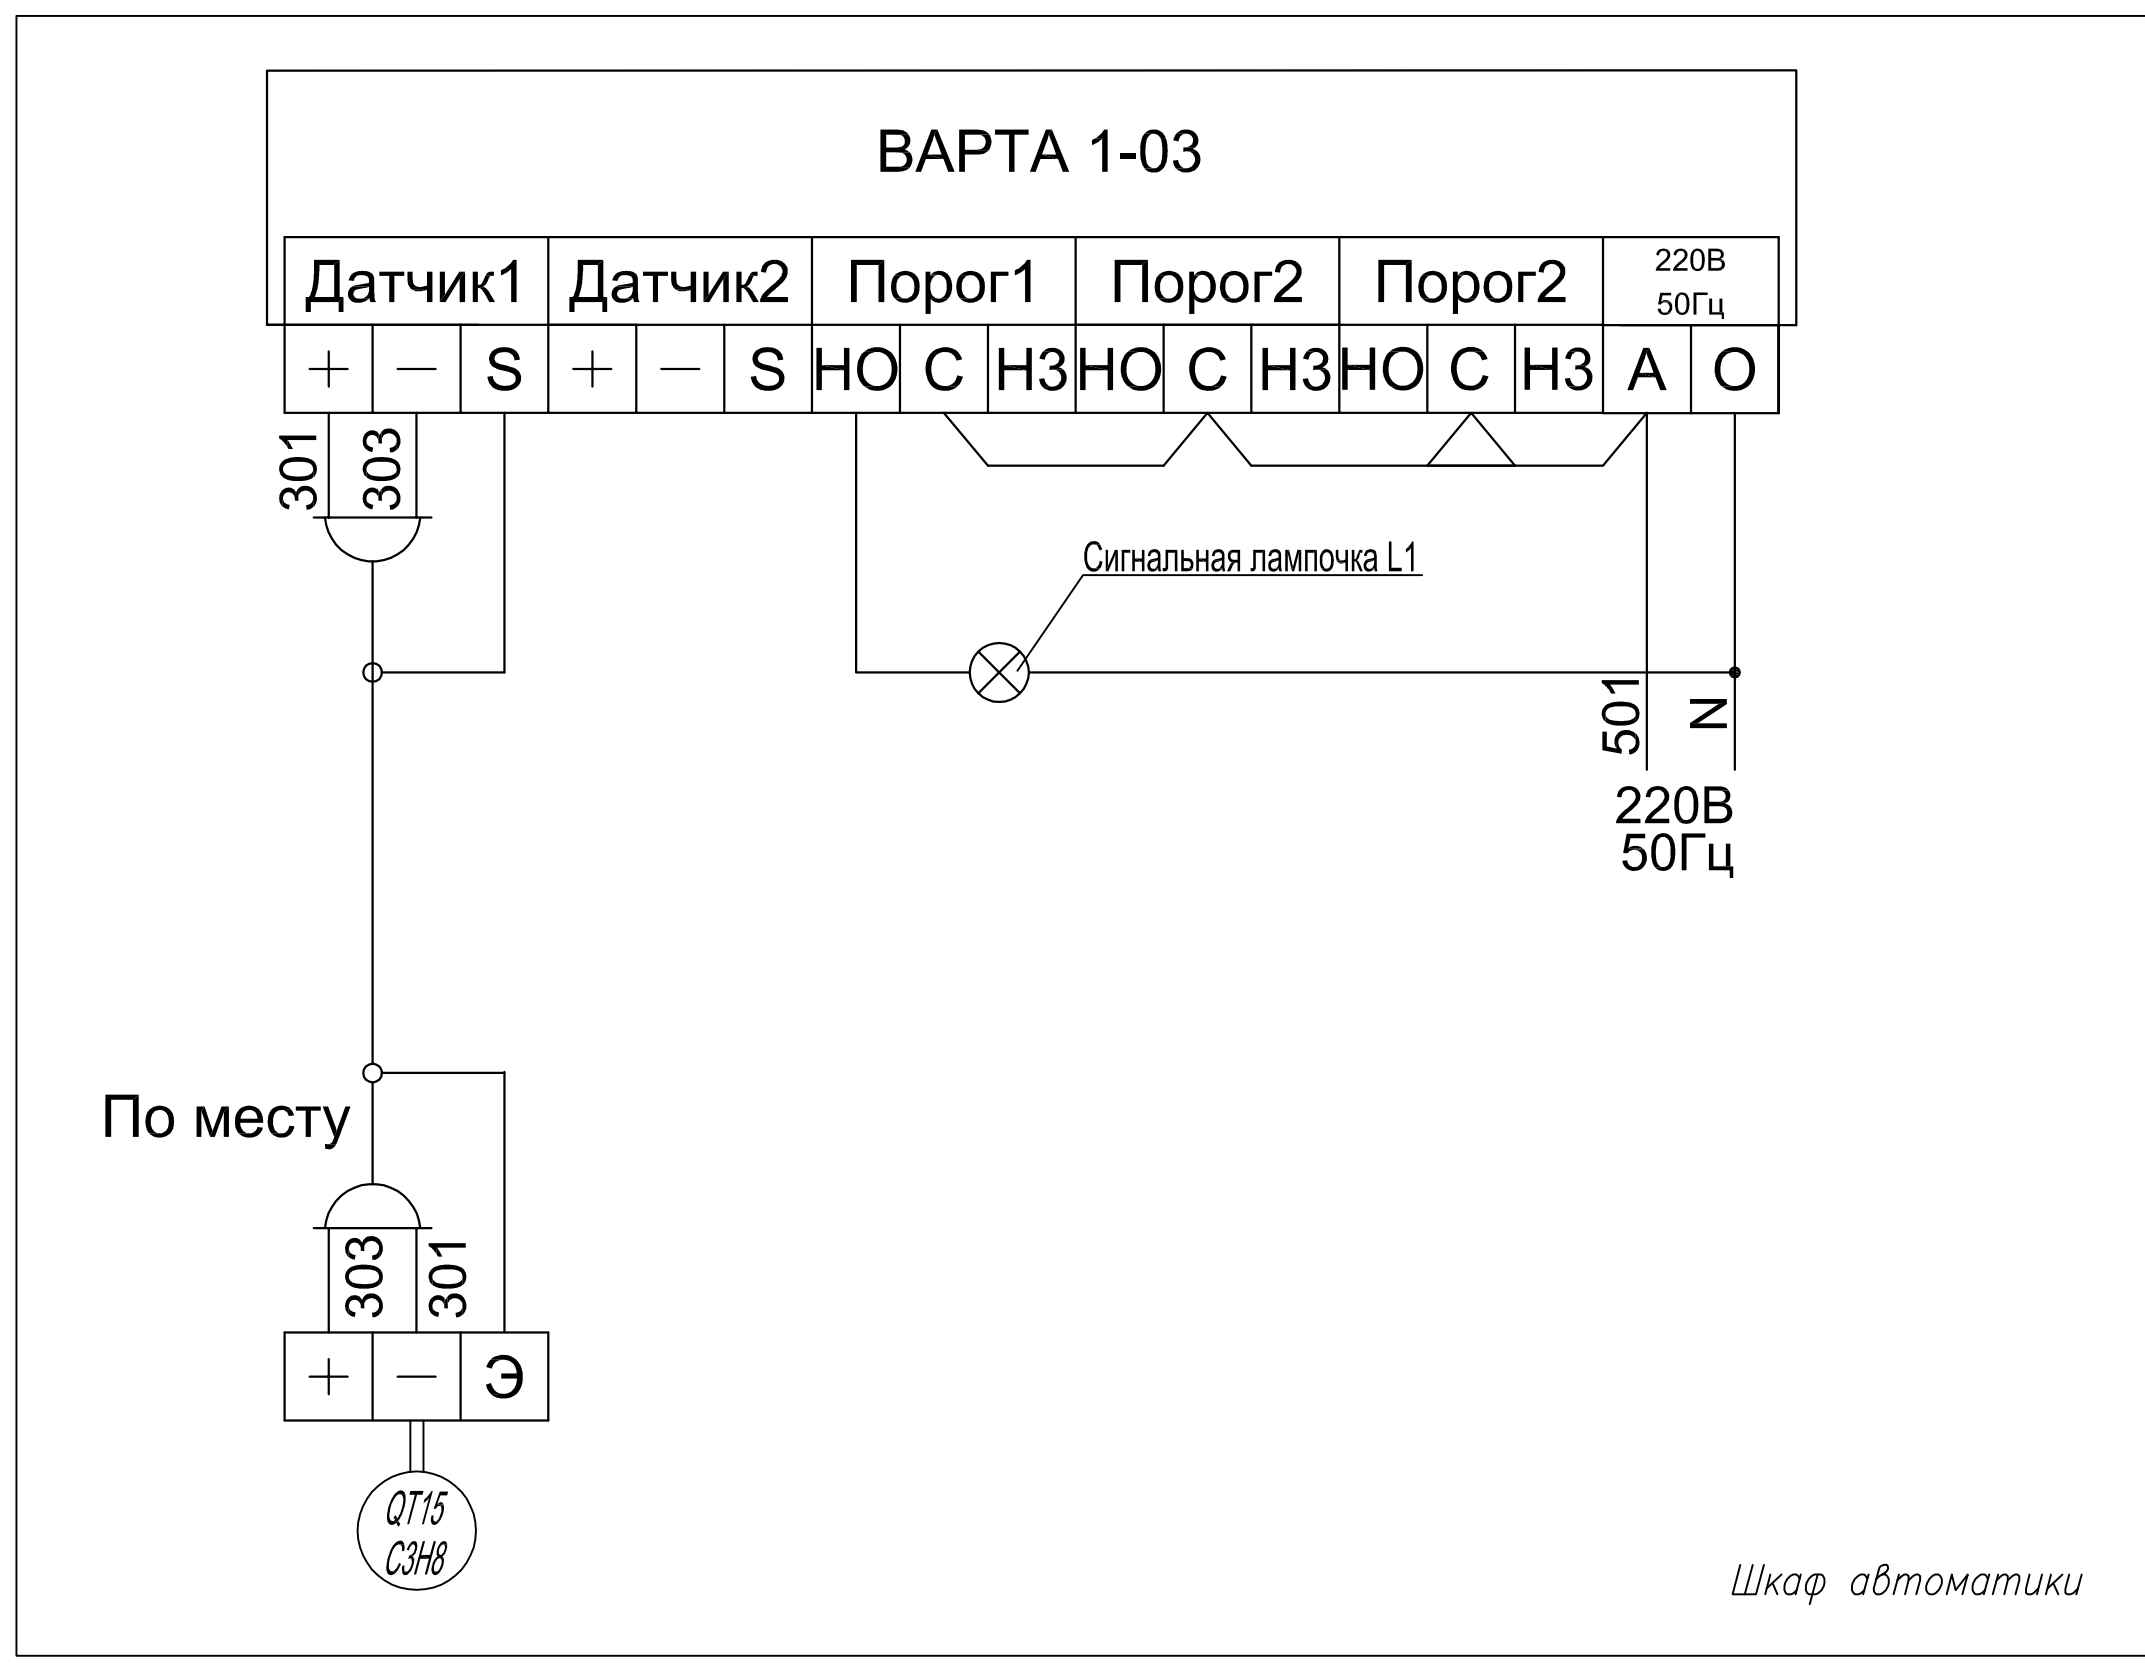 ВАРТА 1-03
Датчик1 Датчик2 Порог1 Порог2 Порог2 220В
50Гц
+ − S + − S НО С НЗ НО С НЗ НО С НЗ А О
301 303
Сигнальная лампочка L1
501 N
220В
50Гц
По месту
303 301
+ − Э
QT15
C3H8
Шкаф автоматики